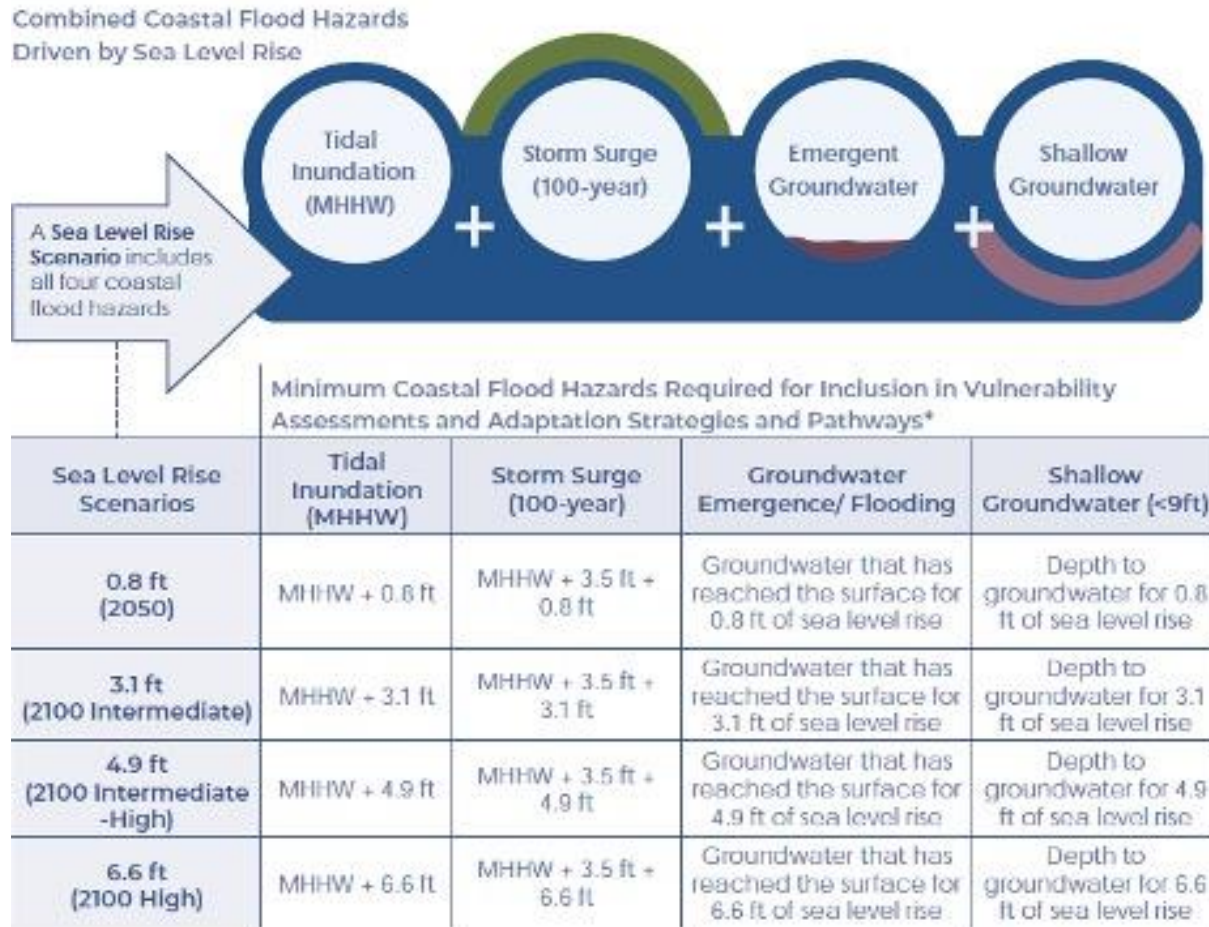 Combined Coastal Flood Hazards
Driven by Sea Level Rise
Tidal
Inundation
(MHHW)
+
Storm Surge
(100-year)
+
Emergent
Groundwater
+
Shallow
Groundwater
A Sea Level Rise
Scenario includes
all four coastal
flood hazards
Minimum Coastal Flood Hazards Required for Inclusion in Vulnerability
Assessments and Adaptation Strategies and Pathways*
Sea Level Rise
Scenarios
Tidal
Inundation
(MHHW)
Storm Surge
(100-year)
Groundwater
Emergence/ Flooding
Shallow
Groundwater (<9ft)
0.8 ft
(2050)
MHHW + 0.8 ft
MHHW + 3.5 ft +
0.8 ft
Groundwater that has
reached the surface for
0.8 ft of sea level rise
Depth to
groundwater for 0.8
ft of sea level rise
3.1 ft
(2100 Intermediate)
MHHW + 3.1 ft
MHHW + 3.5 ft +
3.1 ft
Groundwater that has
reached the surface for
3.1 ft of sea level rise
Depth to
groundwater for 3.1
ft of sea level rise
4.9 ft
(2100 Intermediate
-High)
MHHW + 4.9 ft
MHHW + 3.5 ft +
4.9 ft
Groundwater that has
reached the surface for
4.9 ft of sea level rise
Depth to
groundwater for 4.9
ft of sea level rise
6.6 ft
(2100 High)
MHHW + 6.6 ft
MHHW + 3.5 ft +
6.6 ft
Groundwater that has
reached the surface for
6.6 ft of sea level rise
Depth to
groundwater for 6.6
ft of sea level rise